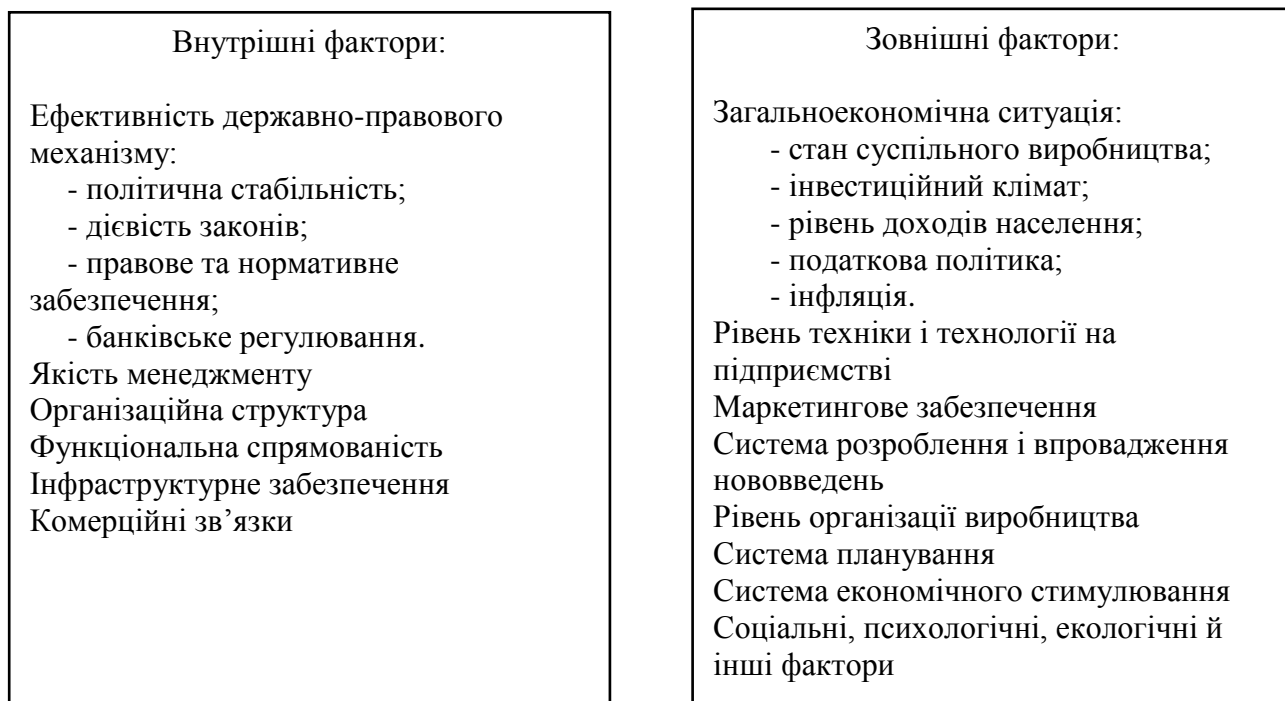 Внутрішні фактори:
Ефективність державно-правового
механізму:
- політична стабільність;
- дієвість законів;
- правове та нормативне
забезпечення;
- банківське регулювання.
Якість менеджменту
Організаційна структура
Функціональна спрямованість
Інфраструктурне забезпечення
Комерційні зв’язки
Зовнішні фактори:
Загальноекономічна ситуація:
- стан суспільного виробництва;
- інвестиційний клімат;
- рівень доходів населення;
- податкова політика;
- інфляція.
Рівень техніки і технології на
підприємстві
Маркетингове забезпечення
Система розроблення і впровадження
нововведень
Рівень організації виробництва
Система планування
Система економічного стимулювання
Соціальні, психологічні, екологічні й
інші фактори